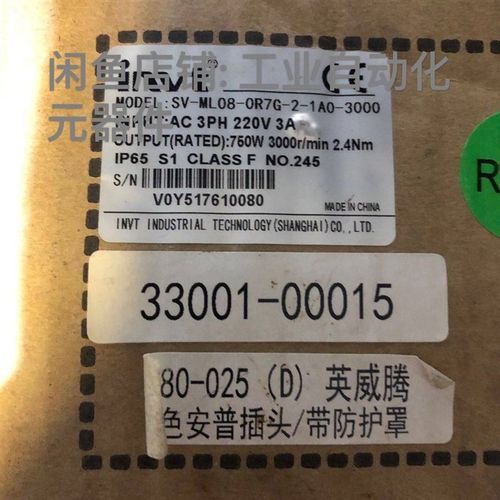 闲鱼店铺：工业自动化
元器件
invt
CE
MODEL: SV-ML08-0R7G-2-1A0-3000
INPUT:AC 3PH 220V 3A
OUTPUT(RATED):750W 3000r/min 2.4Nm
IP65 S1 CLASS F NO.245
S/N
V0Y517610080
MADE IN CHINA
INVT INDUSTRIAL TECHNOLOGY(SHANGHAI)CO.,LTD.
R
33001-00015
80-025 (D) 英威腾
色安普插头/带防护罩